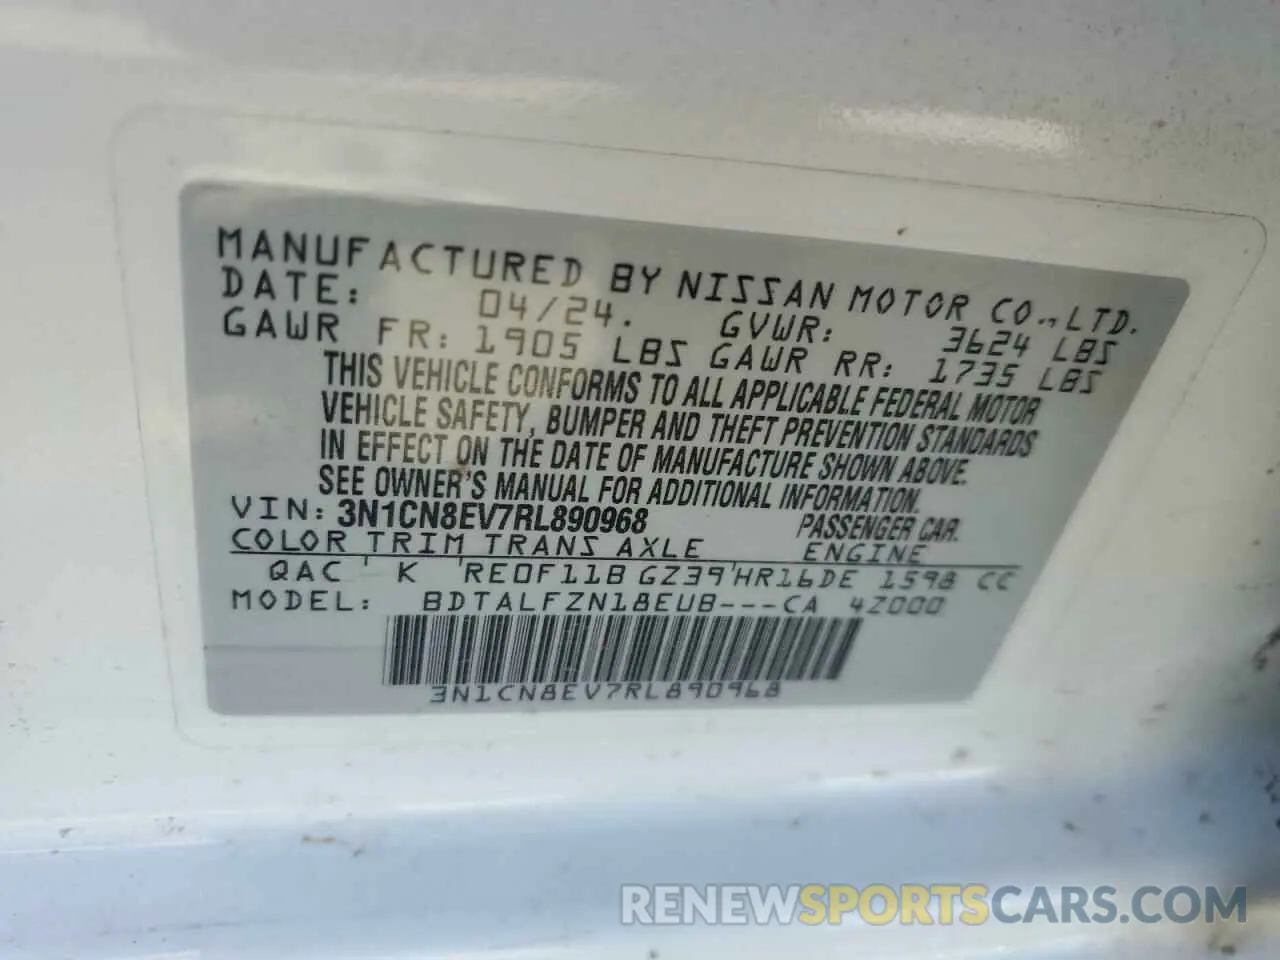 MANUFACTURED BY NISSAN MOTOR CO.,LTD.
DATE: 04/24. GVWR: 3624 LBS
GAWR FR: 1905 LBS GAWR RR: 1735 LBS
THIS VEHICLE CONFORMS TO ALL APPLICABLE FEDERAL MOTOR
VEHICLE SAFETY, BUMPER AND THEFT PREVENTION STANDARDS
IN EFFECT ON THE DATE OF MANUFACTURE SHOWN ABOVE.
SEE OWNER'S MANUAL FOR ADDITIONAL INFORMATION.
VIN: 3N1CN8EV7RL890968 PASSENGER CAR.
COLOR TRIM TRANS AXLE ENGINE
QAC ' K 'RE0F11B GZ39'HR16DE 1598 CC
MODEL: BDTALFZN18EUB---CA 4Z000
3N1CN8EV7RL890968
RENEWSPORTSCARS.COM